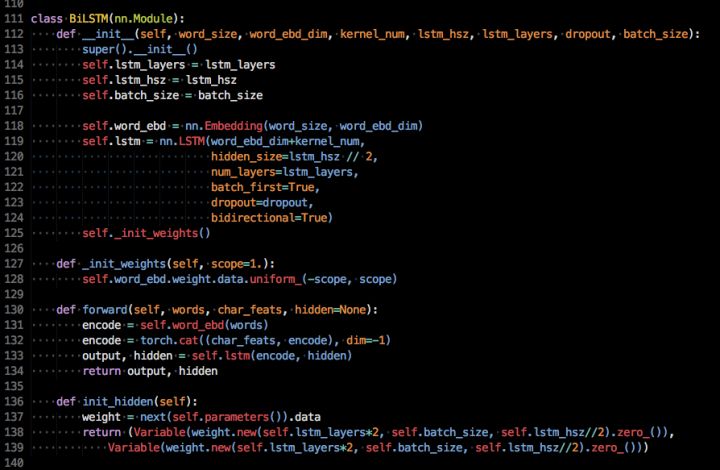 110
111 class BiLSTM(nn.Module):
112     def __init__(self, word_size, word_ebd_dim, kernel_num, lstm_hsz, lstm_layers, dropout, batch_size):
113         super().__init__()
114         self.lstm_layers = lstm_layers
115         self.lstm_hsz = lstm_hsz
116         self.batch_size = batch_size
117
118         self.word_ebd = nn.Embedding(word_size, word_ebd_dim)
119         self.lstm = nn.LSTM(word_ebd_dim+kernel_num,
120                             hidden_size=lstm_hsz // 2,
121                             num_layers=lstm_layers,
122                             batch_first=True,
123                             dropout=dropout,
124                             bidirectional=True)
125         self._init_weights()
126
127     def _init_weights(self, scope=1.):
128         self.word_ebd.weight.data.uniform_(-scope, scope)
129
130     def forward(self, words, char_feats, hidden=None):
131         encode = self.word_ebd(words)
132         encode = torch.cat((char_feats, encode), dim=-1)
133         output, hidden = self.lstm(encode, hidden)
134         return output, hidden
135
136     def init_hidden(self):
137         weight = next(self.parameters()).data
138         return (Variable(weight.new(self.lstm_layers*2, self.batch_size, self.lstm_hsz//2).zero_()),
139             Variable(weight.new(self.lstm_layers*2, self.batch_size, self.lstm_hsz//2).zero_()))
140